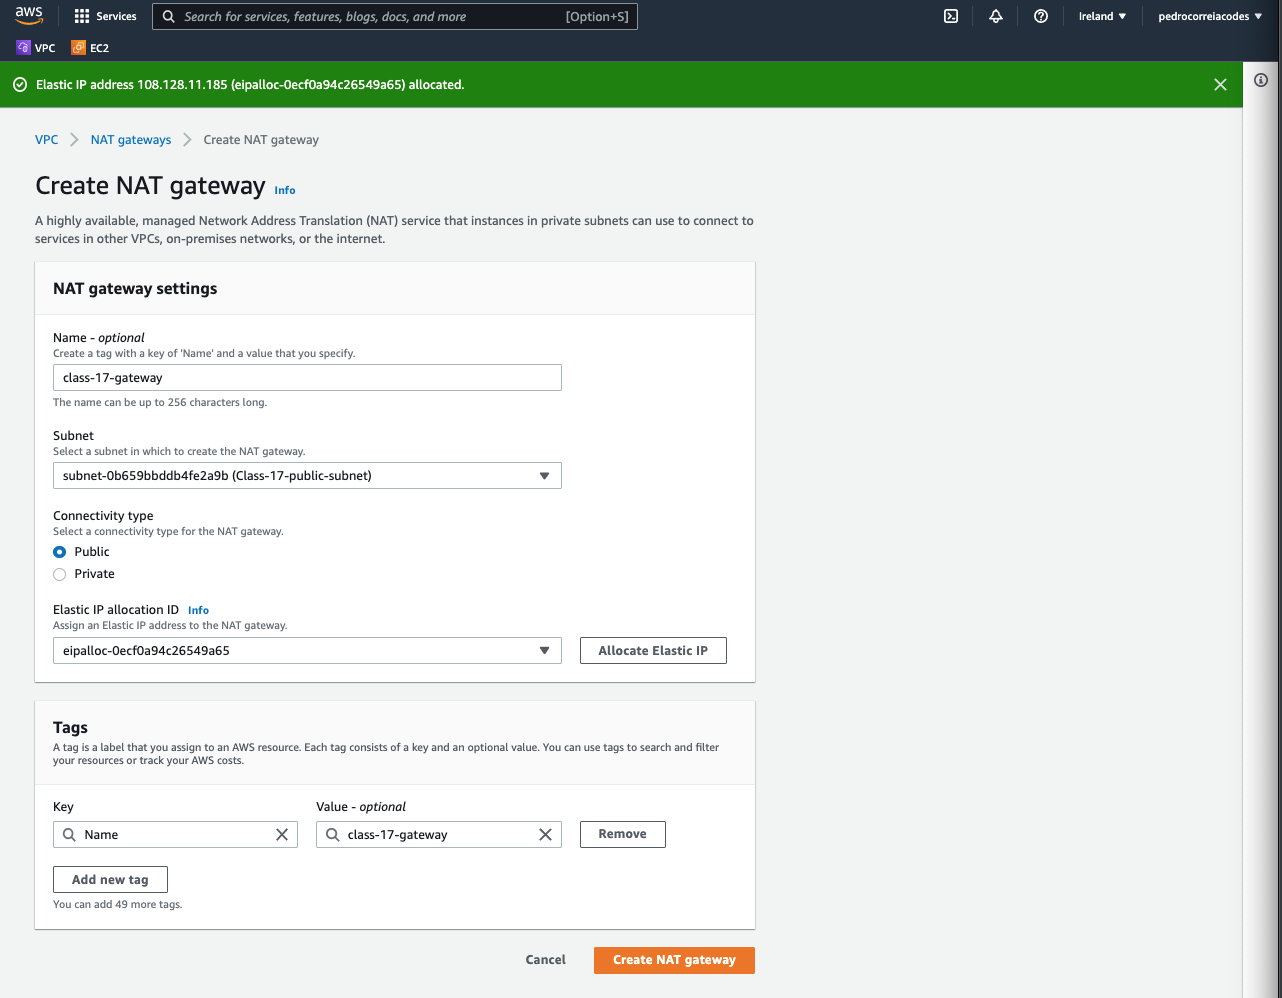 aws
Services
Search for services, features, blogs, docs, and more
[Option+S]
Ireland
pedrocorreiacodes
VPC
EC2
Elastic IP address 108.128.11.185 (eipalloc-0ecf0a94c26549a65) allocated.
VPC
NAT gateways
Create NAT gateway
Create NAT gateway Info
A highly available, managed Network Address Translation (NAT) service that instances in private subnets can use to connect to
services in other VPCs, on-premises networks, or the internet.
NAT gateway settings
Name - optional
Create a tag with a key of 'Name' and a value that you specify.
class-17-gateway
The name can be up to 256 characters long.
Subnet
Select a subnet in which to create the NAT gateway.
subnet-0b659bbddb4fe2a9b (Class-17-public-subnet)
Connectivity type
Select a connectivity type for the NAT gateway.
Public
Private
Elastic IP allocation ID Info
Assign an Elastic IP address to the NAT gateway.
eipalloc-0ecf0a94c26549a65
Allocate Elastic IP
Tags
A tag is a label that you assign to an AWS resource. Each tag consists of a key and an optional value. You can use tags to search and filter
your resources or track your AWS costs.
Key
Value - optional
Name
class-17-gateway
Remove
Add new tag
You can add 49 more tags.
Cancel
Create NAT gateway